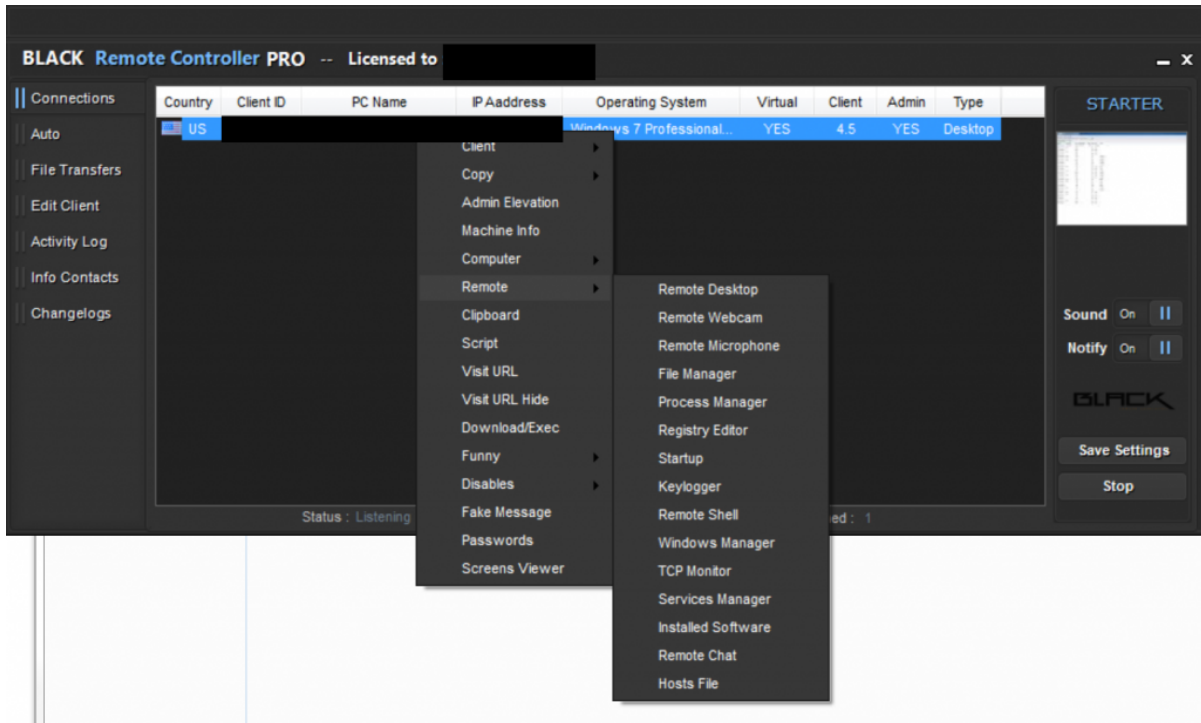 BLACK Remote Controller PRO -- Licensed to
Connections
Auto
File Transfers
Edit Client
Activity Log
Info Contacts
Changelogs
Country Client ID PC Name IP Aaddress Operating System Virtual Client Admin Type
US Windows 7 Professional... YES 4.5 YES Desktop
Client
Copy
Admin Elevation
Machine Info
Computer
Remote
Clipboard
Script
Visit URL
Visit URL Hide
Download/Exec
Funny
Disables
Fake Message
Passwords
Screens Viewer
Remote Desktop
Remote Webcam
Remote Microphone
File Manager
Process Manager
Registry Editor
Startup
Keylogger
Remote Shell
Windows Manager
TCP Monitor
Services Manager
Installed Software
Remote Chat
Hosts File
Status : Listening
ed : 1
STARTER
Sound On
Notify On
BLACK
Save Settings
Stop